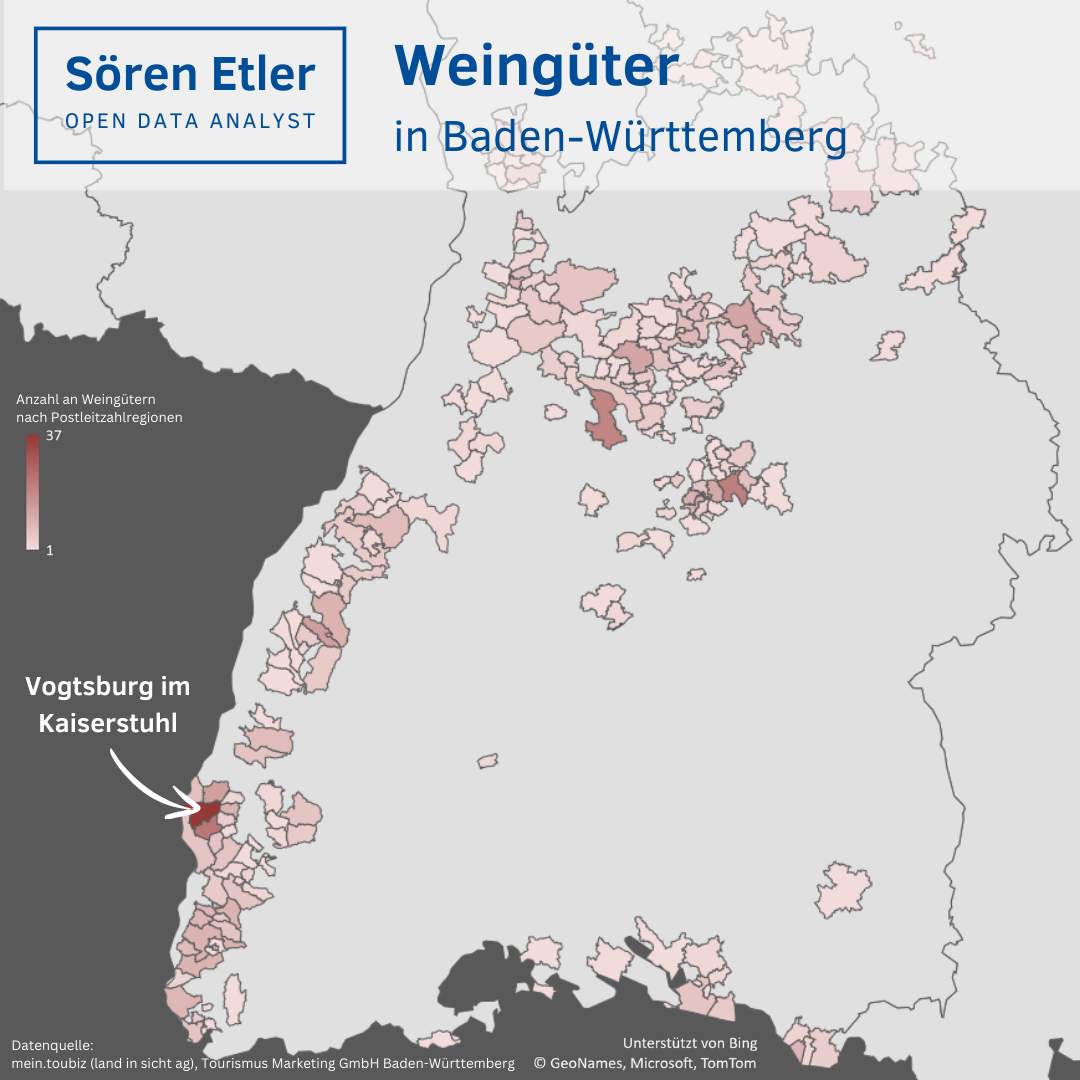 Sören Etler
OPEN DATA ANALYST
Weingüter
in Baden-Württemberg
Anzahl an Weingütern
nach Postleitzahlregionen
37
1
Vogtsburg im
Kaiserstuhl
Datenquelle:
mein.toubiz (land in sicht ag), Tourismus Marketing GmbH Baden-Württemberg
Unterstützt von Bing
© GeoNames, Microsoft, TomTom